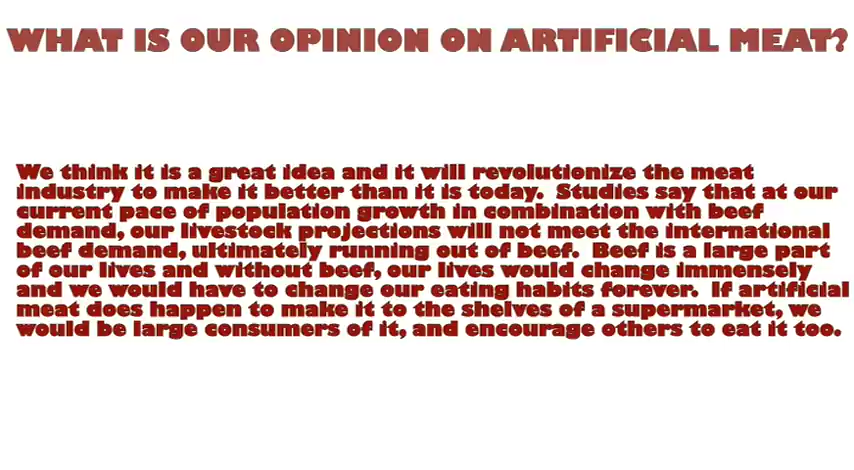 WHAT IS OUR OPINION ON ARTIFICIAL MEAT?
We think it is a great idea and it will revolutionize the meat
industry to make it better than it is today.  Studies say that at our
current pace of population growth in combination with beef
demand, our livestock projections will not meet the international
beef demand, ultimately running out of beef.  Beef is a large part
of our lives and without beef, our lives would change immensely
and we would have to change our eating habits forever.  If artificial
meat does happen to make it to the shelves of a supermarket, we
would be large consumers of it, and encourage others to eat it too.